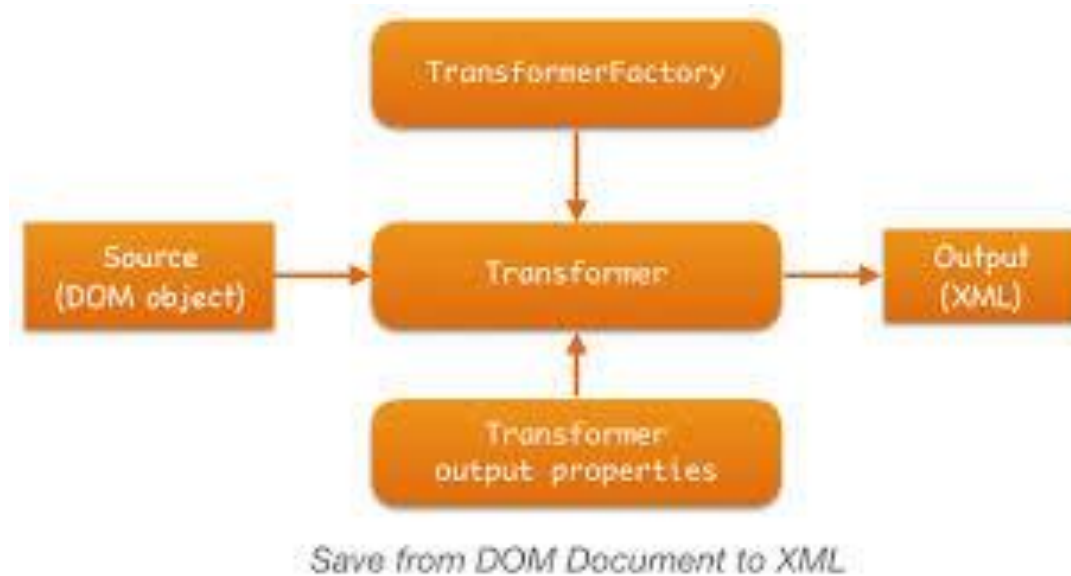 TransformerFactory
Source
(DOM object)
Transformer
Output
(XML)
Transformer
output properties
Save from DOM Document to XML